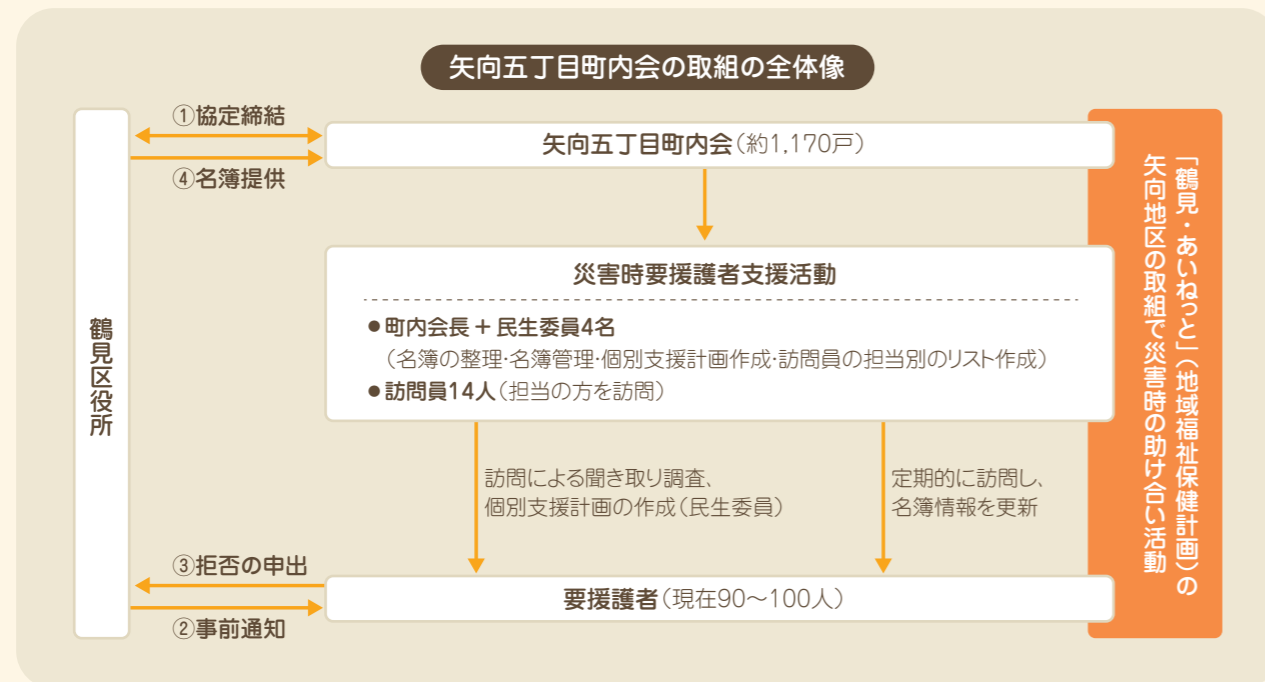 矢向五丁目町内会の取組の全体像
①協定締結
④名簿提供
矢向五丁目町内会(約1,170戸)
鶴見区役所
災害時要援護者支援活動
●町内会長 + 民生委員4名
(名簿の整理・名簿管理・個別支援計画作成・訪問員の担当別のリスト作成)
●訪問員14人(担当の方を訪問)
訪問による聞き取り調査、
個別支援計画の作成(民生委員)
定期的に訪問し、
名簿情報を更新
③拒否の申出
②事前通知
要援護者(現在90～100人)
「鶴見・あいねっと」(地域福祉保健計画)の
矢向地区の取組で災害時の助け合い活動